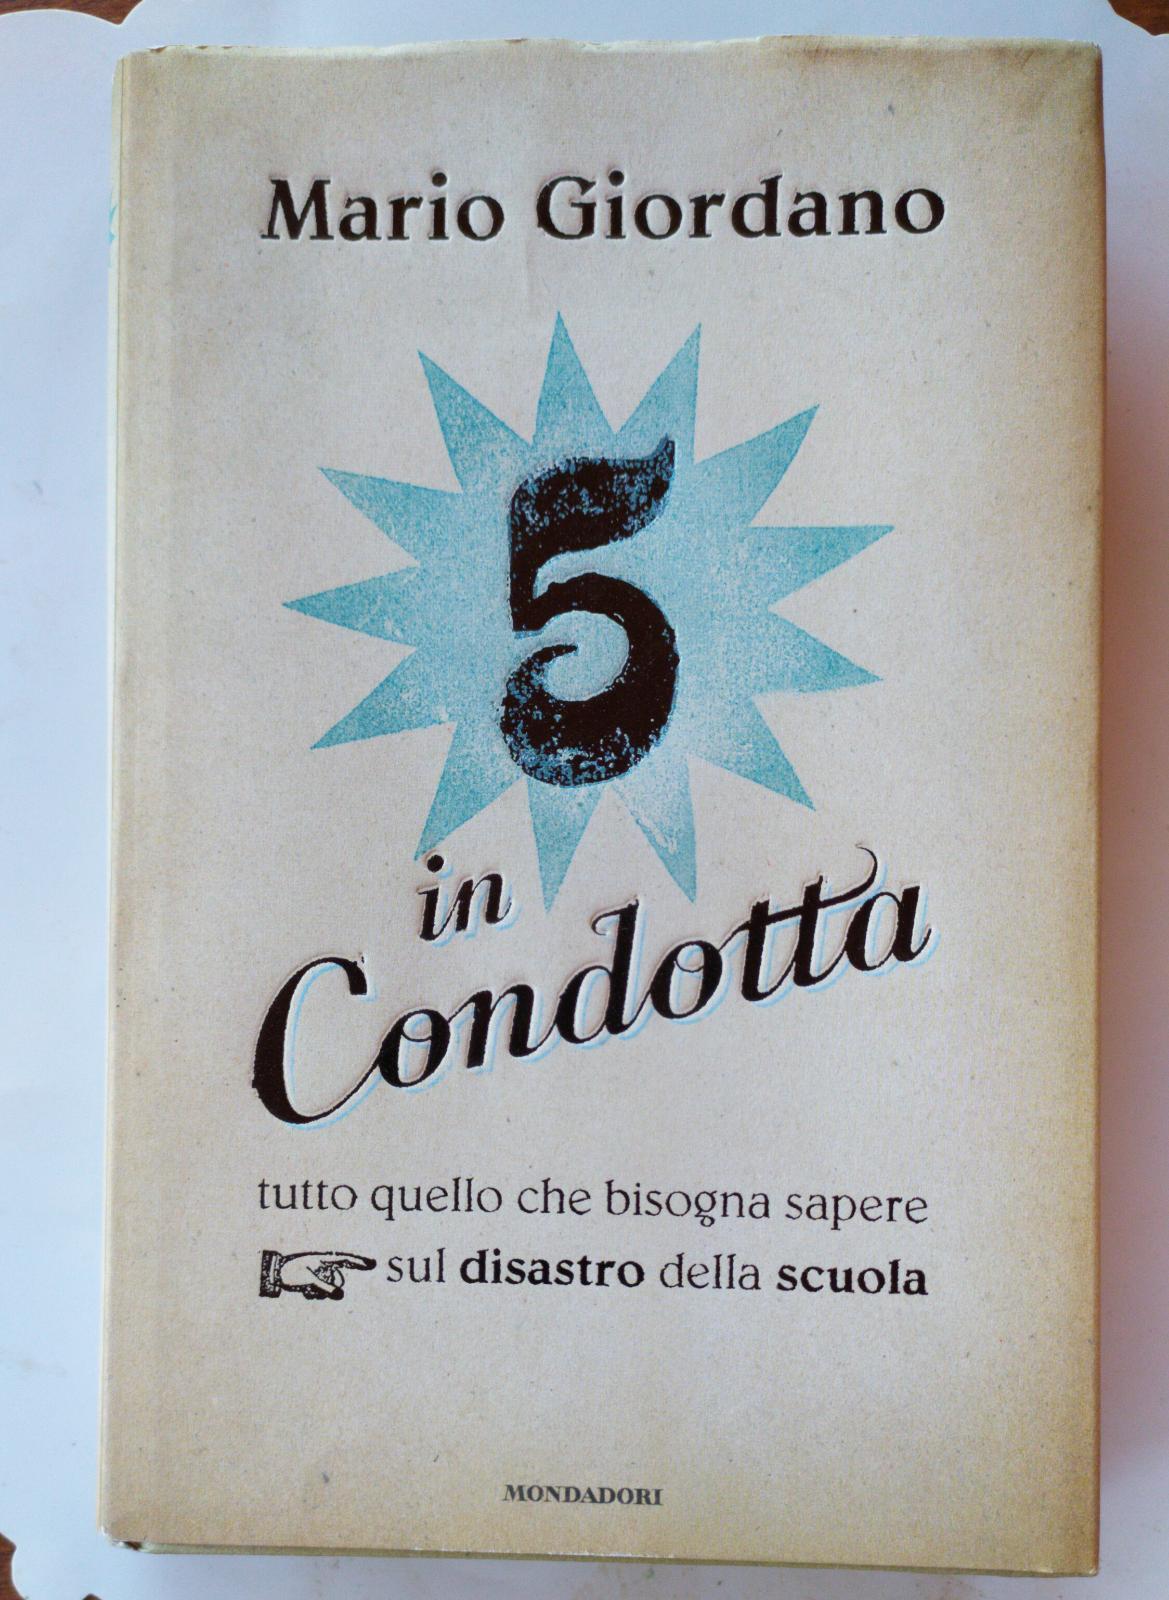 Mario Giordano
5
in
Condotta
tutto quello che bisogna sapere
sul disastro della scuola
MONDADORI